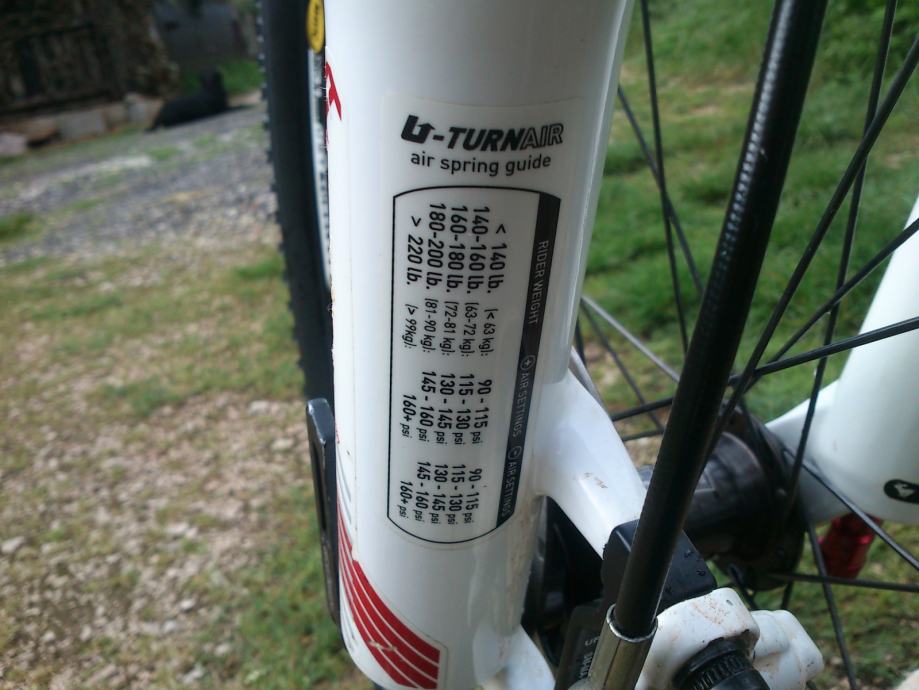 U-TURNAIR
air spring guide
RIDER WEIGHT + AIR SETTINGS - AIR SETTINGS
< 140 lb. (< 63 kg): 90 - 115 psi 90 - 115 psi
140-160 lb. (63-72 kg): 115 - 130 psi 115 - 130 psi
160-180 lb. (72-81 kg): 130 - 145 psi 130 - 145 psi
180-200 lb. (81-90 kg): 145 - 160 psi 145 - 160 psi
> 220 lb. (> 99kg): 160+ psi 160+ psi